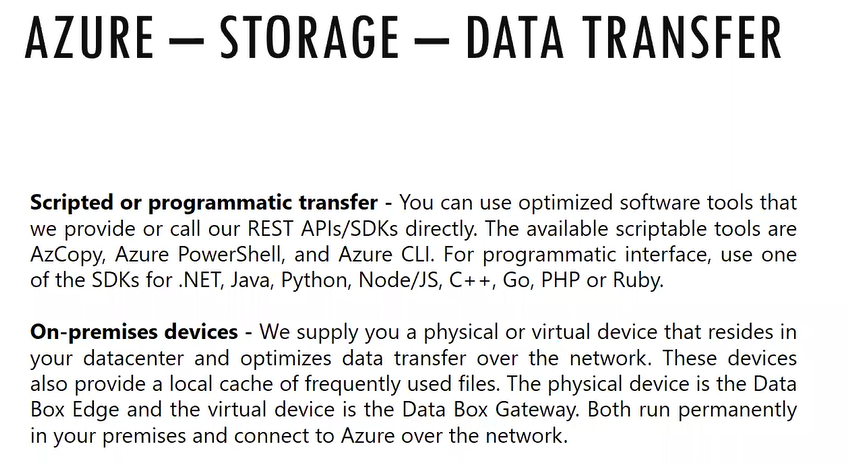 AZURE – STORAGE – DATA TRANSFER
Scripted or programmatic transfer - You can use optimized software tools that
we provide or call our REST APIs/SDKs directly. The available scriptable tools are
AzCopy, Azure PowerShell, and Azure CLI. For programmatic interface, use one
of the SDKs for .NET, Java, Python, Node/JS, C++, Go, PHP or Ruby.
On-premises devices - We supply you a physical or virtual device that resides in
your datacenter and optimizes data transfer over the network. These devices
also provide a local cache of frequently used files. The physical device is the Data
Box Edge and the virtual device is the Data Box Gateway. Both run permanently
in your premises and connect to Azure over the network.